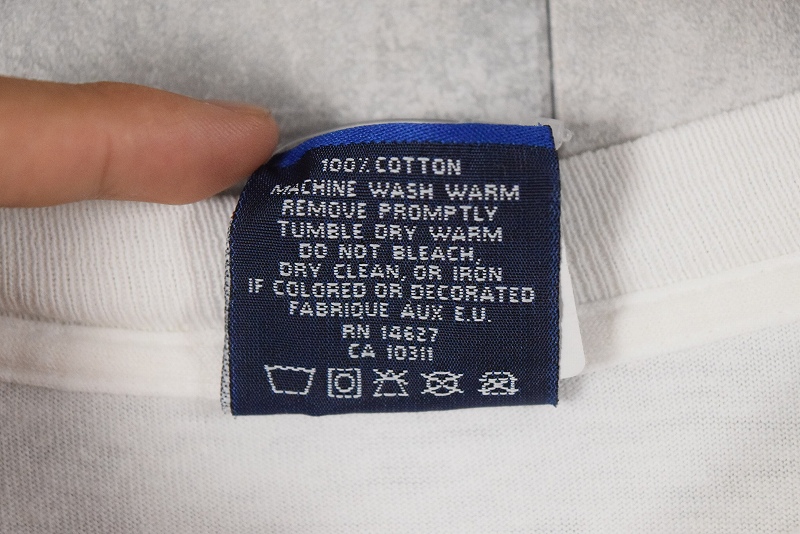 100% COTTON
MACHINE WASH WARM
REMOVE PROMPTLY
TUMBLE DRY WARM
DO NOT BLEACH,
DRY CLEAN, OR IRON
IF COLORED OR DECORATED
FABRIQUE AUX E.U.
RN 14627
CA 10311